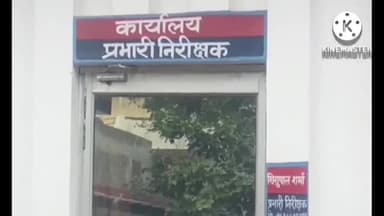 कार्यालय
प्रभारी निरीक्षक
KINEMASTER
शिशुपाल शर्मा
प्रभारी निरीक्षक